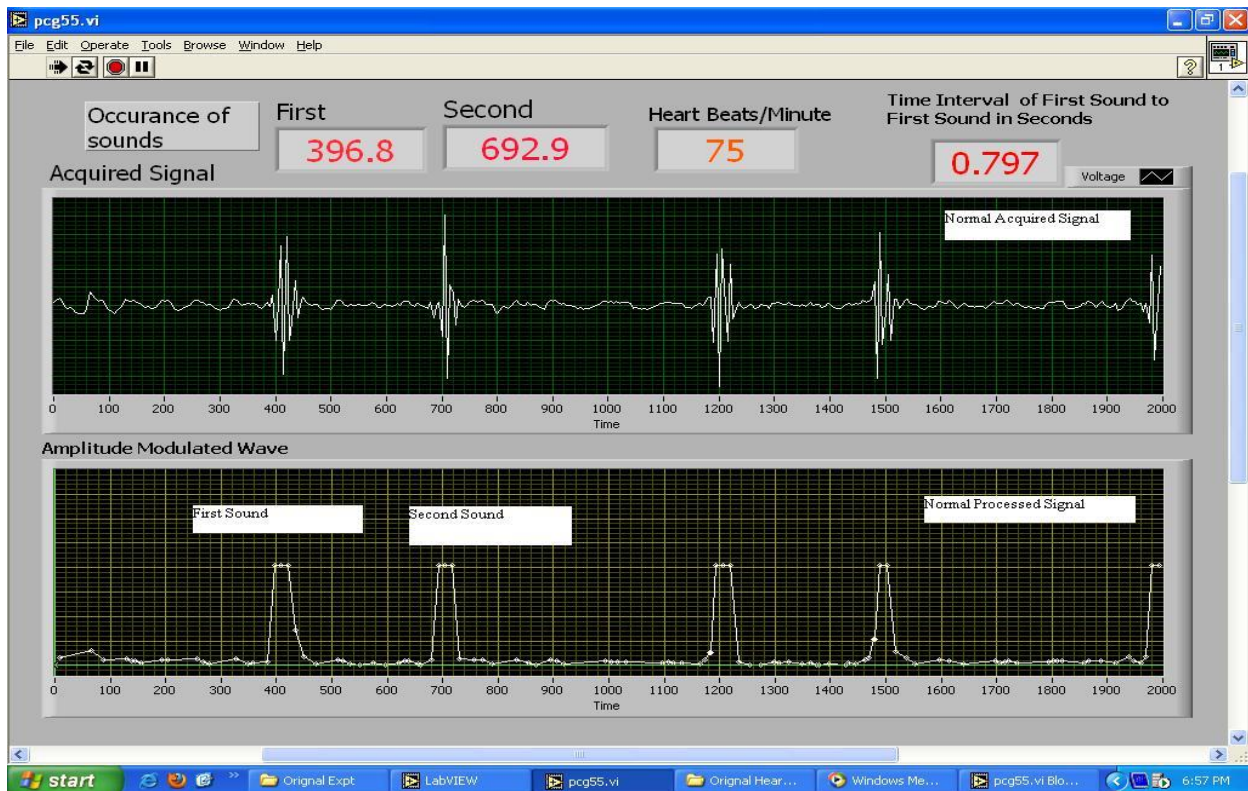 pcg55.vi
File Edit Operate Tools Browse Window Help
1
Occurance of
sounds
First
396.8
Second
692.9
Heart Beats/Minute
75
Time Interval of First Sound to
First Sound in Seconds
0.797
Acquired Signal
Voltage
Normal Acquired Signal
0 100 200 300 400 500 600 700 800 900 1000 1100 1200 1300 1400 1500 1600 1700 1800 1900 2000
Time
Amplitude Modulated Wave
First Sound
Second Sound
Normal Processed Signal
0 100 200 300 400 500 600 700 800 900 1000 1100 1200 1300 1400 1500 1600 1700 1800 1900 2000
Time
start
Orignal Expt
LabVIEW
pcg55.vi
Orignal Hear...
Windows Me...
pcg55.vi Blo...
6:57 PM